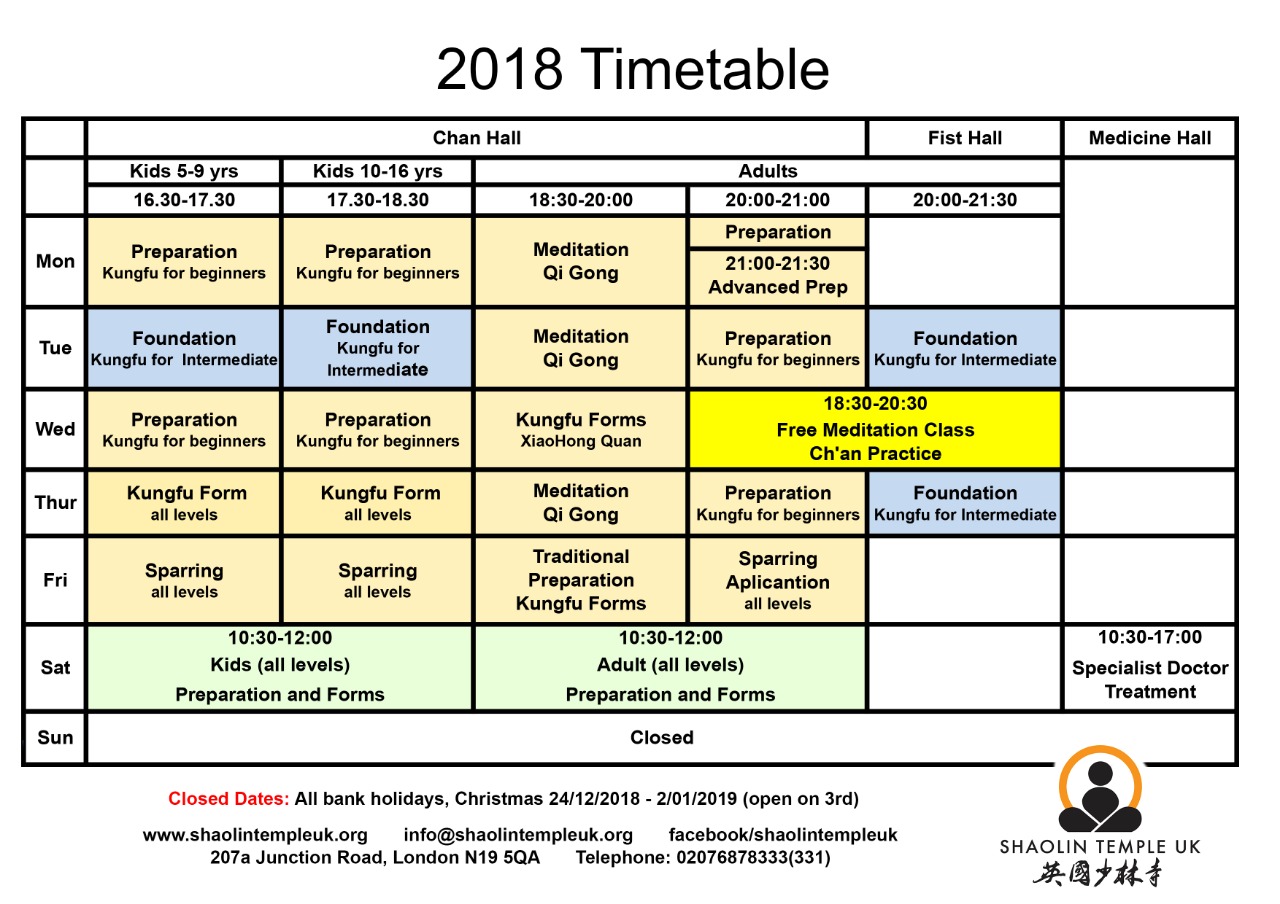 2018 Timetable
Chan Hall
Fist Hall
Medicine Hall
Kids 5-9 yrs
Kids 10-16 yrs
Adults
16.30-17.30
17.30-18.30
18:30-20:00
20:00-21:00
20:00-21:30
Mon
Preparation
Kungfu for beginners
Preparation
Kungfu for beginners
Meditation
Qi Gong
Preparation
21:00-21:30
Advanced Prep
Tue
Foundation
Kungfu for Intermediate
Foundation
Kungfu for
Intermediate
Meditation
Qi Gong
Preparation
Kungfu for beginners
Foundation
Kungfu for Intermediate
Wed
Preparation
Kungfu for beginners
Preparation
Kungfu for beginners
Kungfu Forms
XiaoHong Quan
18:30-20:30
Free Meditation Class
Ch'an Practice
Thur
Kungfu Form
all levels
Kungfu Form
all levels
Meditation
Qi Gong
Preparation
Kungfu for beginners
Foundation
Kungfu for Intermediate
Fri
Sparring
all levels
Sparring
all levels
Traditional
Preparation
Kungfu Forms
Sparring
Aplicantion
all levels
Sat
10:30-12:00
Kids (all levels)
Preparation and Forms
10:30-12:00
Adult (all levels)
Preparation and Forms
10:30-17:00
Specialist Doctor
Treatment
Sun
Closed
Closed Dates: All bank holidays, Christmas 24/12/2018 - 2/01/2019 (open on 3rd)
www.shaolintempleuk.org info@shaolintempleuk.org facebook/shaolintempleuk
207a Junction Road, London N19 5QA Telephone: 02076878333(331)
SHAOLIN TEMPLE UK
英國少林寺